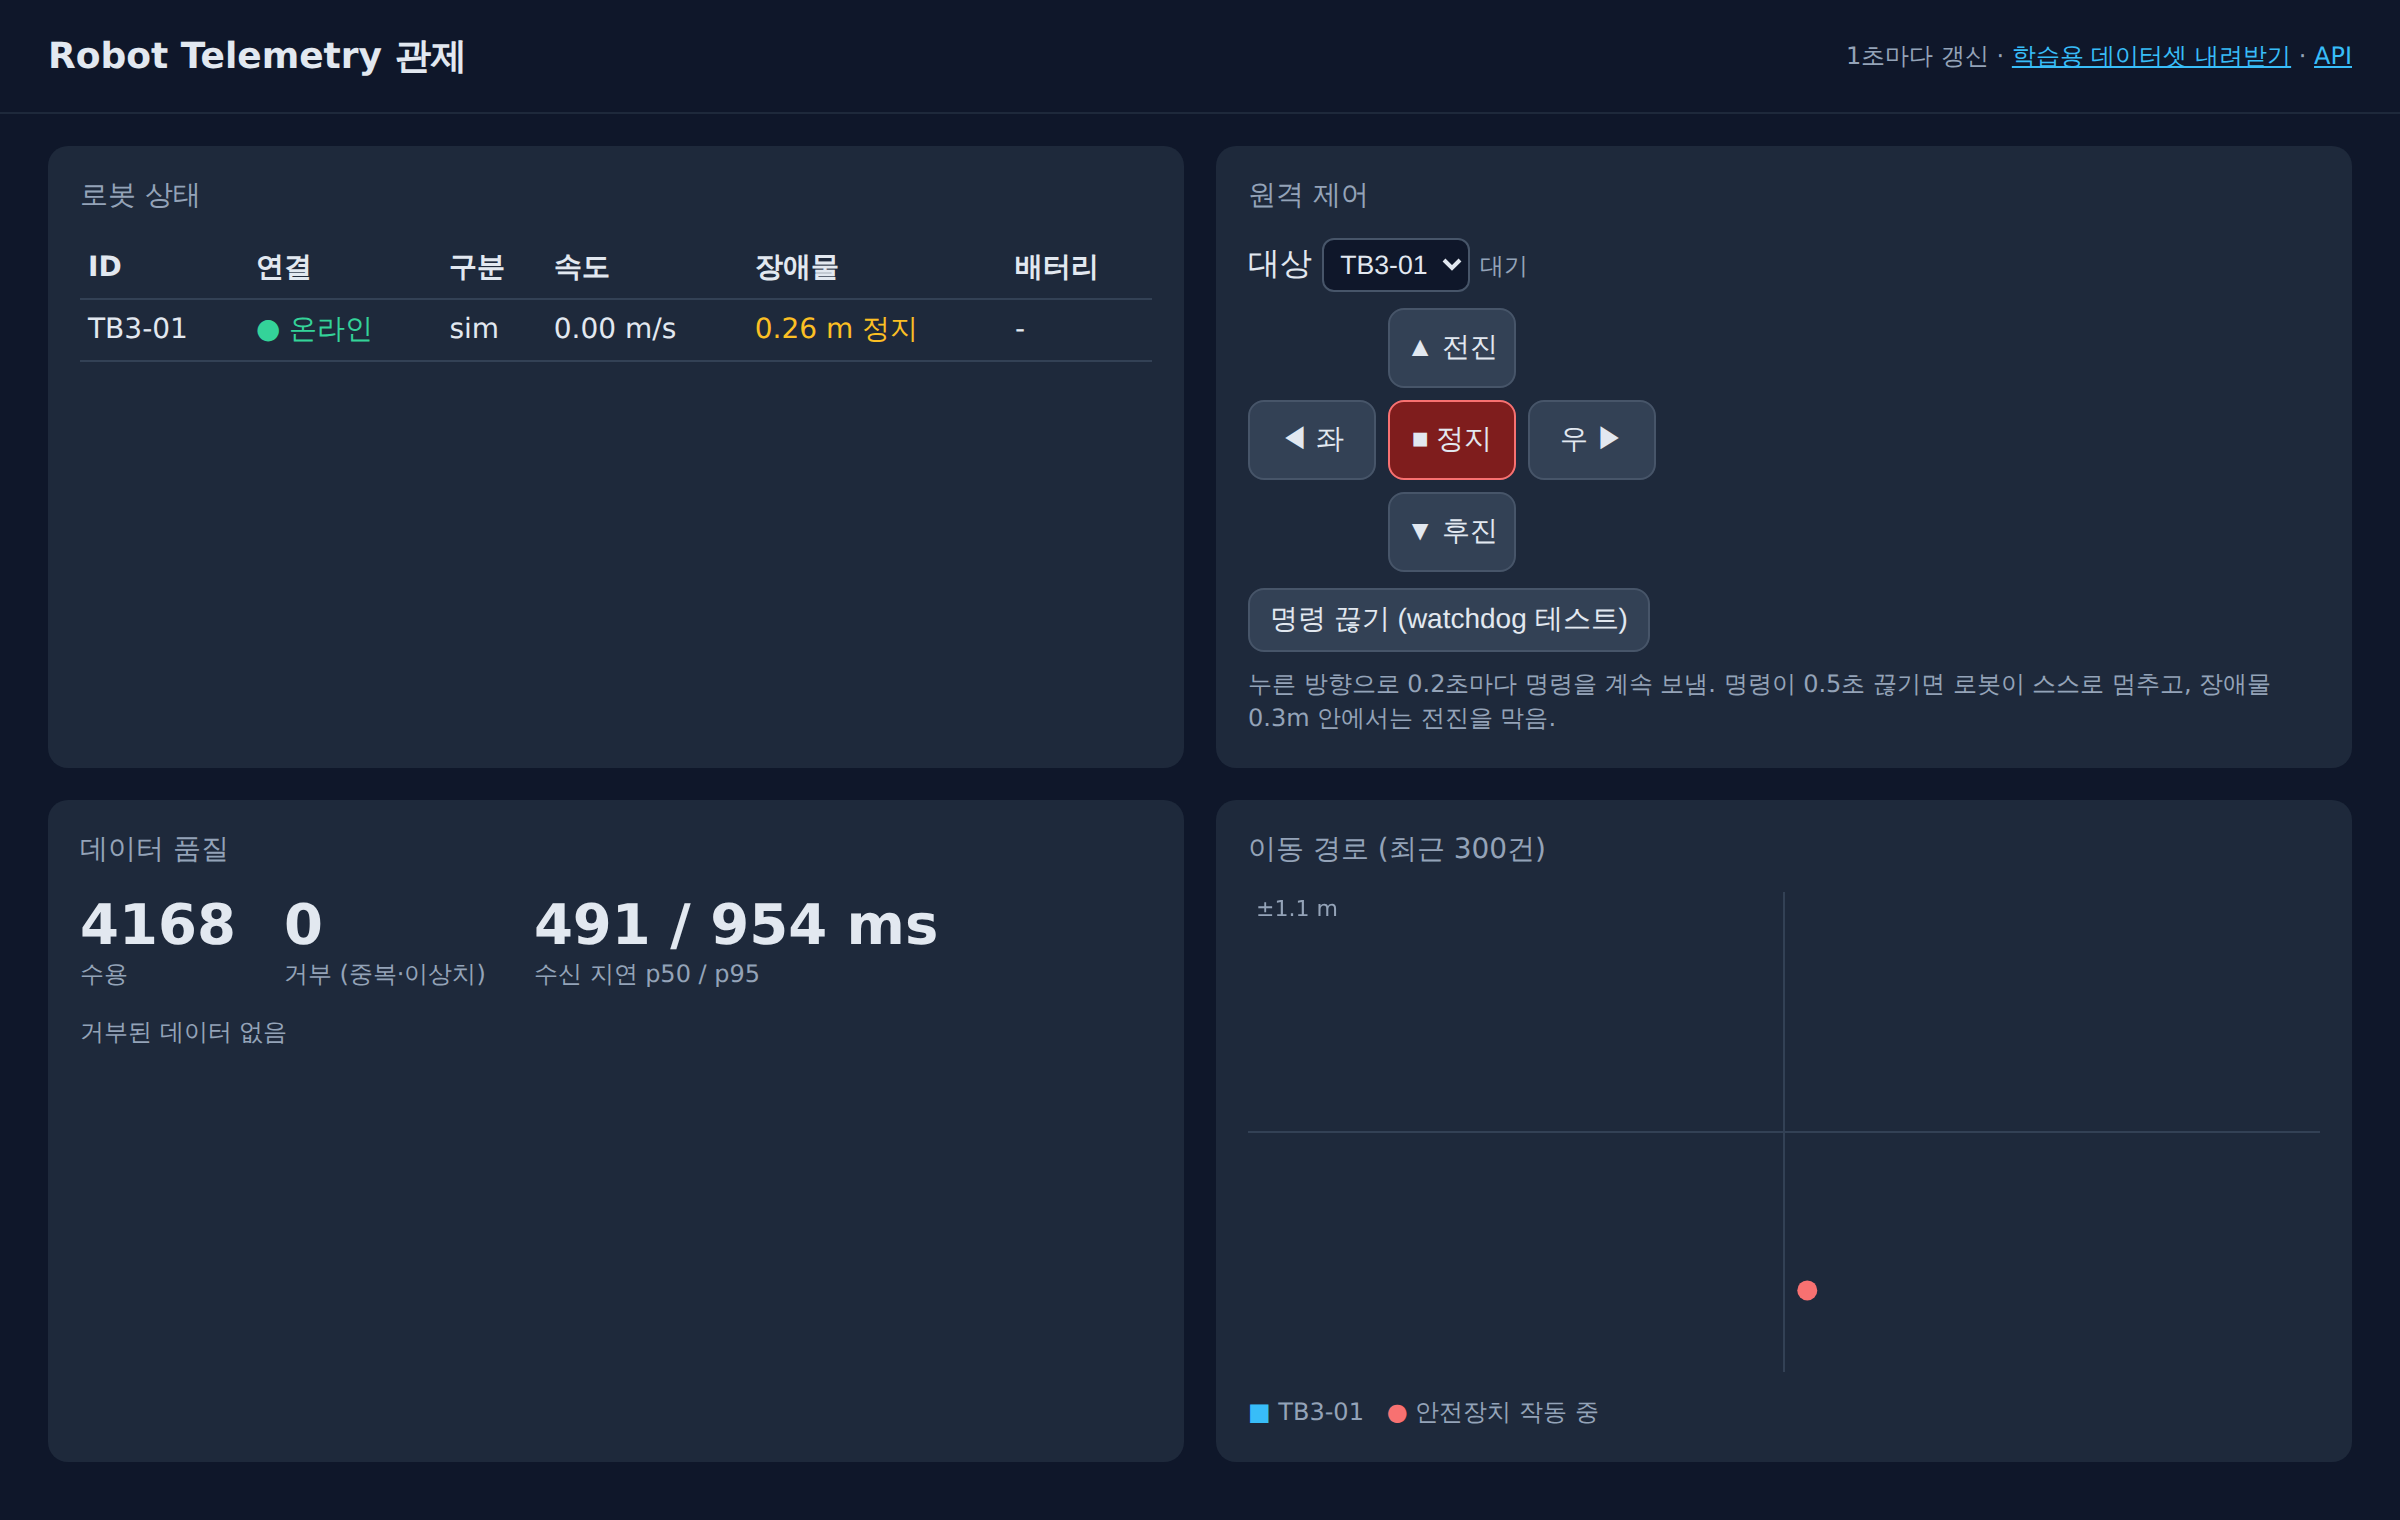 Robot Telemetry 관제
1초마다 갱신 · 학습용 데이터셋 내려받기 · API
로봇 상태
ID 연결 구분 속도 장애물 배터리
TB3-01 ● 온라인 sim 0.00 m/s 0.26 m 정지 -
원격 제어
대상 TB3-01 대기
▲ 전진
◀ 좌 ■ 정지 우 ▶
▼ 후진
명령 끊기 (watchdog 테스트)
누른 방향으로 0.2초마다 명령을 계속 보냄. 명령이 0.5초 끊기면 로봇이 스스로 멈추고, 장애물
0.3m 안에서는 전진을 막음.
데이터 품질
4168 0 491 / 954 ms
수용 거부 (중복·이상치) 수신 지연 p50 / p95
거부된 데이터 없음
이동 경로 (최근 300건)
±1.1 m
■ TB3-01 ● 안전장치 작동 중